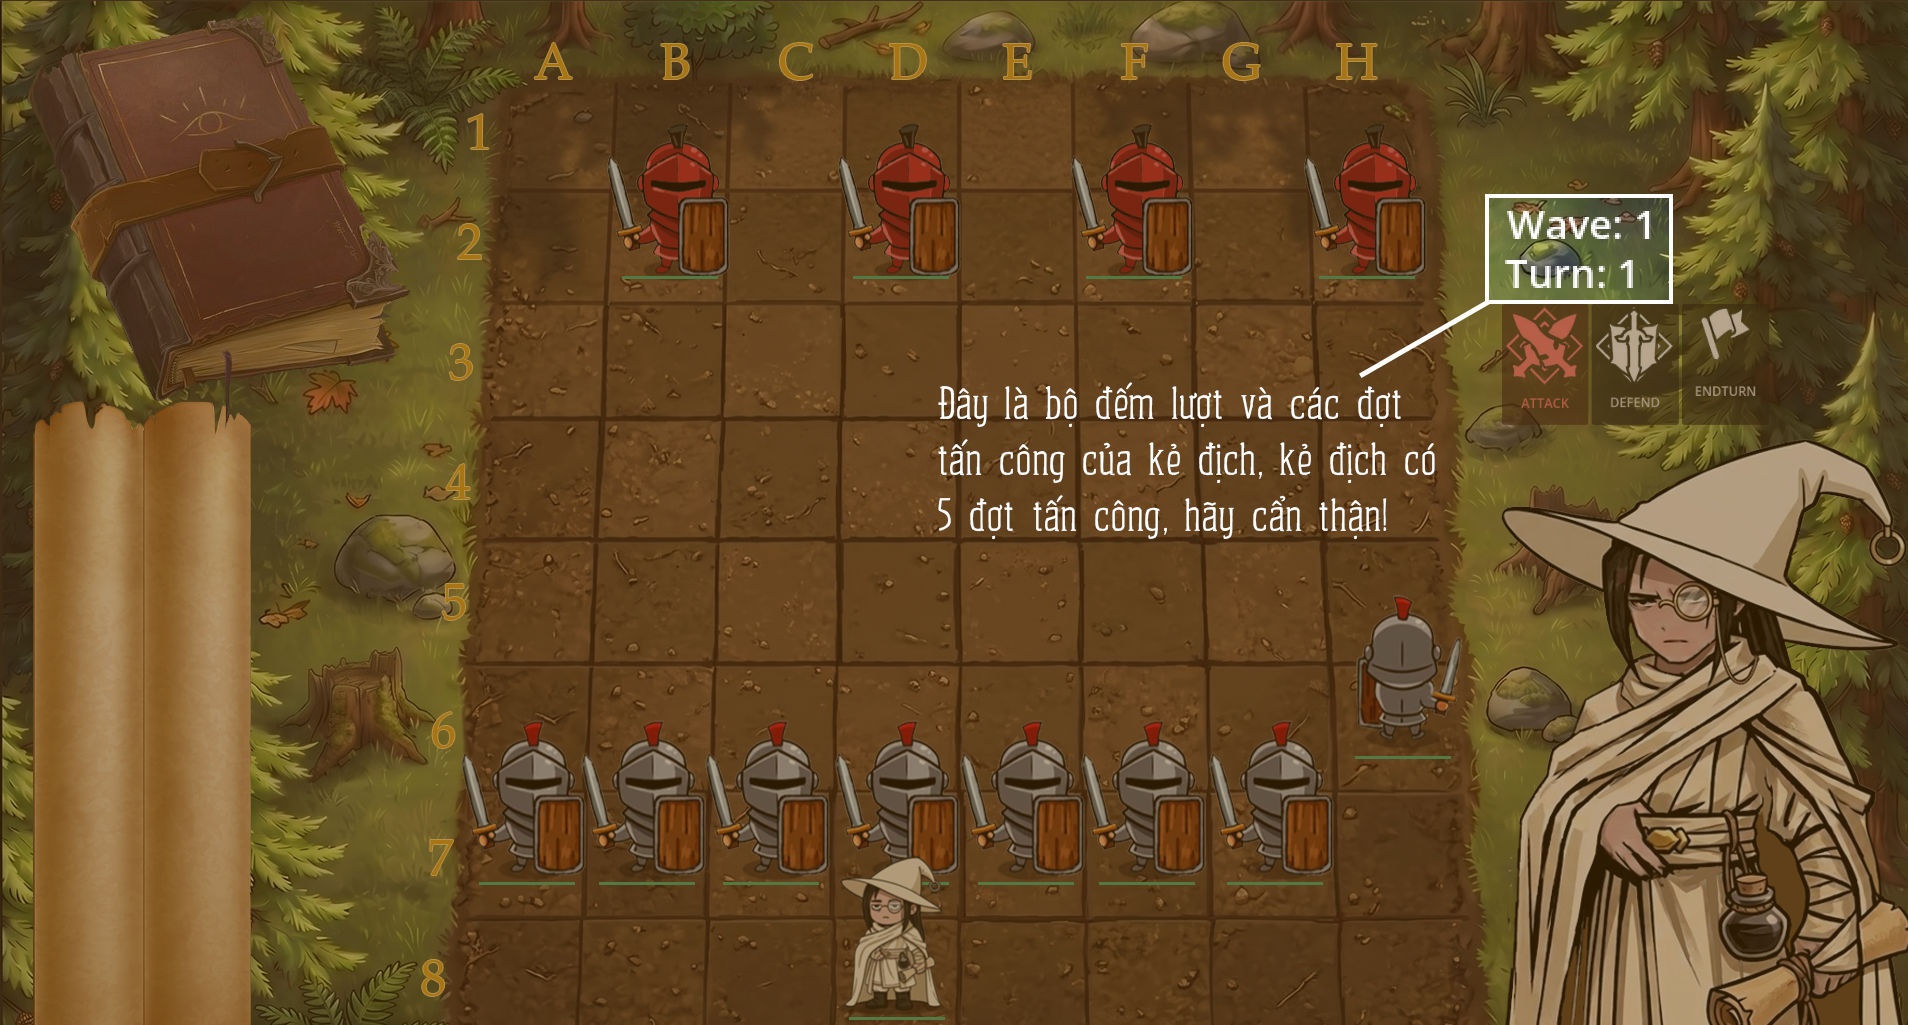 A B C D E F G H
1
2
3
4
5
6
7
8
Wave: 1
Turn: 1
ATTACK
DEFEND
ENDTURN
Đây là bộ đếm lượt và các đợt
tấn công của kẻ địch, kẻ địch có
5 đợt tấn công, hãy cẩn thận!